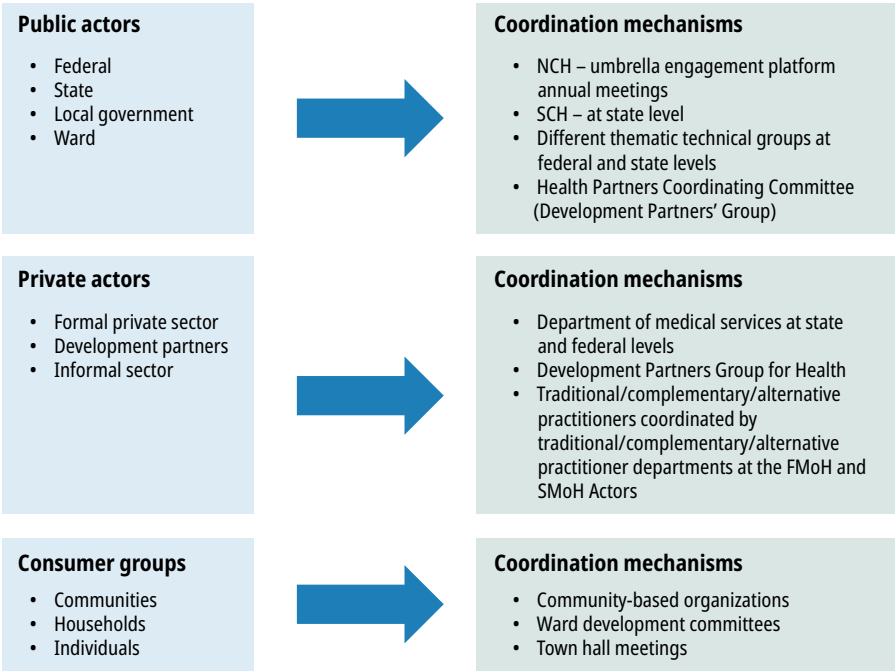 Public actors
• Federal
• State
• Local government
• Ward
Coordination mechanisms
• NCH – umbrella engagement platform
annual meetings
• SCH – at state level
• Different thematic technical groups at
federal and state levels
• Health Partners Coordinating Committee
(Development Partners’ Group)
Private actors
• Formal private sector
• Development partners
• Informal sector
Coordination mechanisms
• Department of medical services at state
and federal levels
• Development Partners Group for Health
• Traditional/complementary/alternative
practitioners coordinated by
traditional/complementary/alternative
practitioner departments at the FMoH and
SMoH Actors
Consumer groups
• Communities
• Households
• Individuals
Coordination mechanisms
• Community-based organizations
• Ward development committees
• Town hall meetings